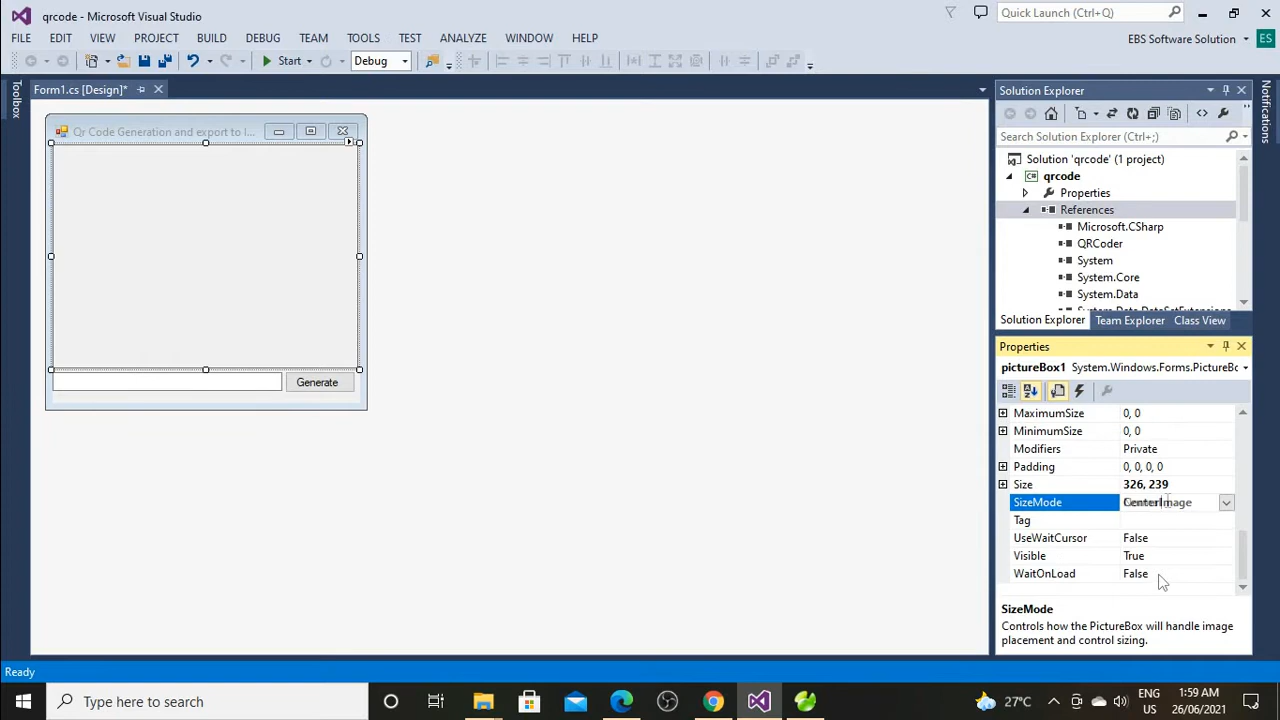 qrcode - Microsoft Visual Studio
Quick Launch (Ctrl+Q)
FILE EDIT VIEW PROJECT BUILD DEBUG TEAM TOOLS TEST ANALYZE WINDOW HELP
EBS Software Solution ES
Start Debug
Toolbox
Form1.cs [Design]*
Solution Explorer
Notifications
Qr Code Generation and export to I...
Search Solution Explorer (Ctrl+;)
Solution 'qrcode' (1 project)
C# qrcode
Properties
References
Microsoft.CSharp
QRCoder
System
System.Core
System.Data
System.Data.DataSetExtensions
Solution Explorer Team Explorer Class View
Properties
pictureBox1 System.Windows.Forms.PictureBc
Generate
MaximumSize 0, 0
MinimumSize 0, 0
Modifiers Private
Padding 0, 0, 0, 0
Size 326, 239
SizeMode CenterImage
Tag
UseWaitCursor False
Visible True
WaitOnLoad False
SizeMode
Controls how the PictureBox will handle image
placement and control sizing.
Ready
Type here to search
27°C
ENG
US
1:59 AM
26/06/2021